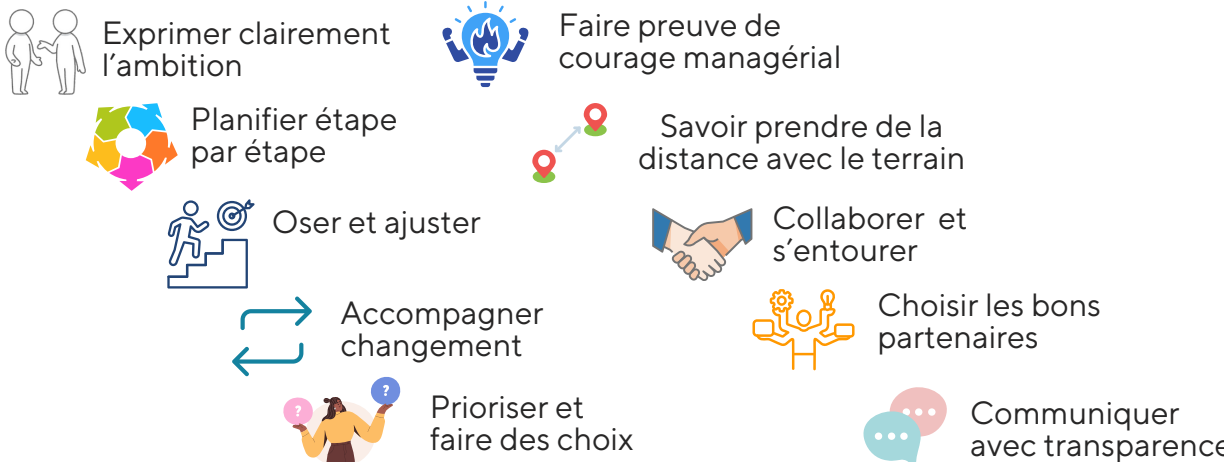 Exprimer clairement
l'ambition
Faire preuve de
courage managérial
Planifier étape
par étape
Savoir prendre de la
distance avec le terrain
Oser et ajuster
Collaborer et
s'entourer
Accompagner
changement
Choisir les bons
partenaires
Prioriser et
faire des choix
Communiquer
avec transparence
? ?